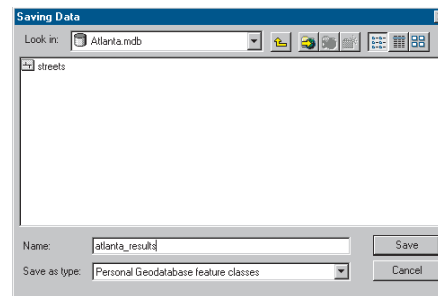 Saving Data
Look in: Atlanta.mdb
streets
Name: atlanta_results Save
Save as type: Personal Geodatabase feature classes Cancel